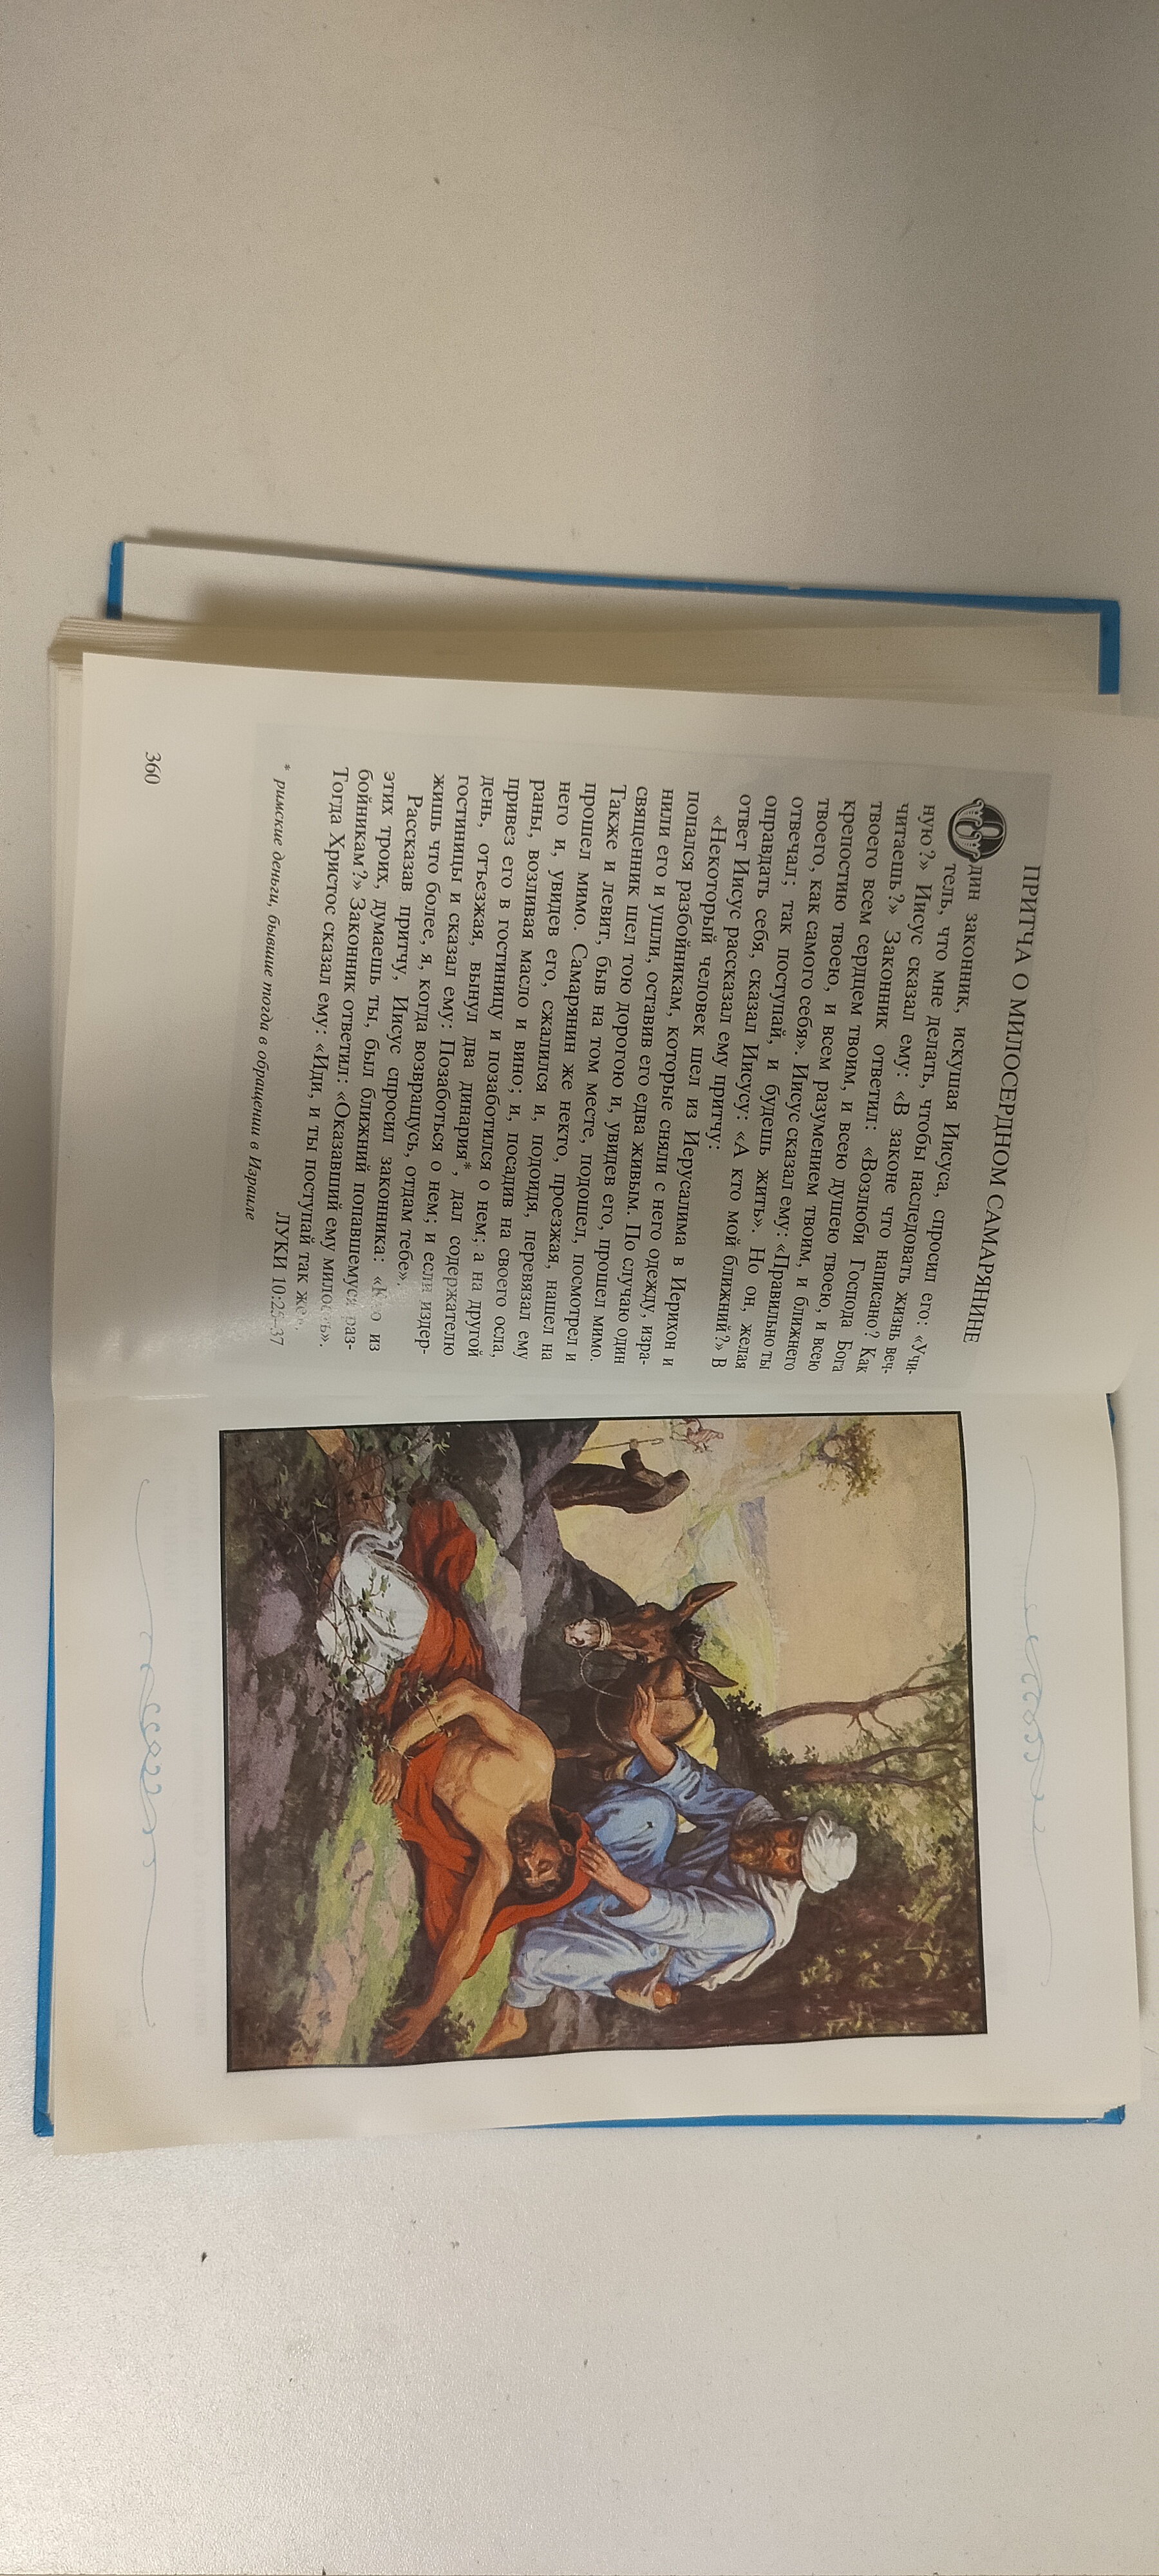 ПРИТЧА О МИЛОСЕРДНОМ САМАРЯНИНЕ
Один законник, искушая Иисуса, спросил его: «Учи-
тель, что мне делать, чтобы наследовать жизнь веч-
ную?» Иисус сказал ему: «В законе что написано? Как
читаешь?» Законник ответил: «Возлюби Господа Бога
твоего всем сердцем твоим, и всею душею твоею, и всею
крепостию твоею, и всем разумением твоим, и ближнего
твоего, как самого себя». Иисус сказал ему: «Правильно ты
отвечал; так поступай, и будешь жить». Но он, желая
оправдать себя, сказал Иисусу: «А кто мой ближний?» В
ответ Иисус рассказал ему притчу:
«Некоторый человек шел из Иерусалима в Иерихон и
попался разбойникам, которые сняли с него одежду, изра-
нили его и ушли, оставив его едва живым. По случаю один
священник шел тою дорогою и, увидев его, прошел мимо.
Также и левит, быв на том месте, подошел, посмотрел и
прошел мимо. Самарянин же некто, проезжая, нашел на
него и, увидев его, сжалился и, подойдя, перевязал ему
раны, возливая масло и вино; и, посадив на своего осла,
привез его в гостиницу и позаботился о нем; а на другой
день, отъезжая, вынул два динария*, дал содержателю
гостиницы и сказал ему: Позаботься о нем; и если издер-
жишь что более, я, когда возвращусь, отдам тебе».
Рассказав притчу, Иисус спросил законника: «Кто из
этих троих, думаешь ты, был ближний попавшемуся раз-
бойникам?» Законник ответил: «Оказавший ему милость».
Тогда Христос сказал ему: «Иди, и ты поступай так же».
ЛУКИ 10:25–37
* римские деньги, бывшие тогда в обращении в Израиле
360